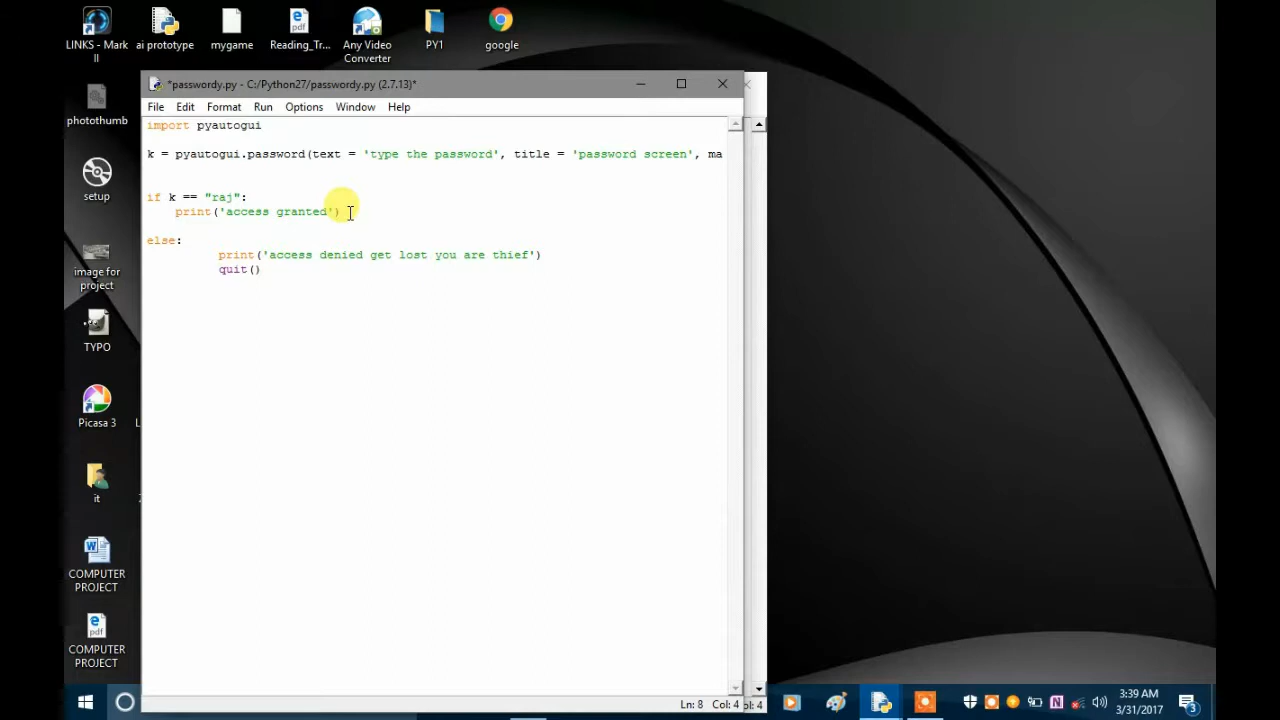 LINKS - Mark II
ai prototype
mygame
Reading_Tr...
Any Video Converter
PY1
google
photothumb
setup
image for project
TYPO
Picasa 3
it
COMPUTER PROJECT
COMPUTER PROJECT
*passwordy.py - C:/Python27/passwordy.py (2.7.13)*
File Edit Format Run Options Window Help
import pyautogui
k = pyautogui.password(text = 'type the password', title = 'password screen', ma
if k == "raj":
print('access granted')
else:
print('access denied get lost you are thief')
quit()
Ln: 8 Col: 4
ol: 4
3:39 AM
3/31/2017
3